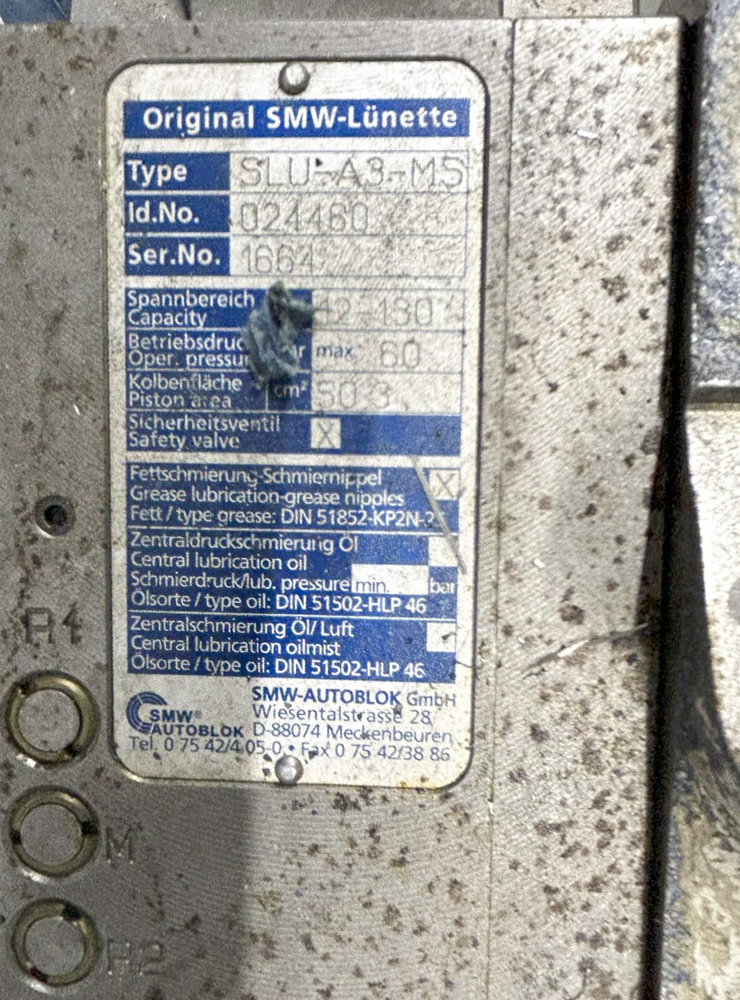 Original SMW-Lünette
Type SLU-A3-M5
Id.No. 024460
Ser.No. 1664
Spannbereich
Capacity 12-130
Betriebsdruc
Oper. pressur max. 60
Kolbenfläche
Piston area cm² 50.3
Sicherheitsventil
Safety valve X
Fettschmierung-Schmiernippel X
Grease lubrication-grease nipples
Fett / type grease: DIN 51852-KP2N-2
Zentraldruckschmierung Öl
Central lubrication oil
Schmierdruck/lub. pressure min. bar
Ölsorte / type oil: DIN 51502-HLP 46
Zentralschmierung Öl/ Luft
Central lubrication oilmist
Ölsorte / type oil: DIN 51502-HLP 46
SMW® AUTOBLOK
SMW-AUTOBLOK GmbH
Wiesentalstrasse 28
D-88074 Meckenbeuren
Tel. 0 75 42/4 05-0 • Fax 0 75 42/38 86
A1
M
A2